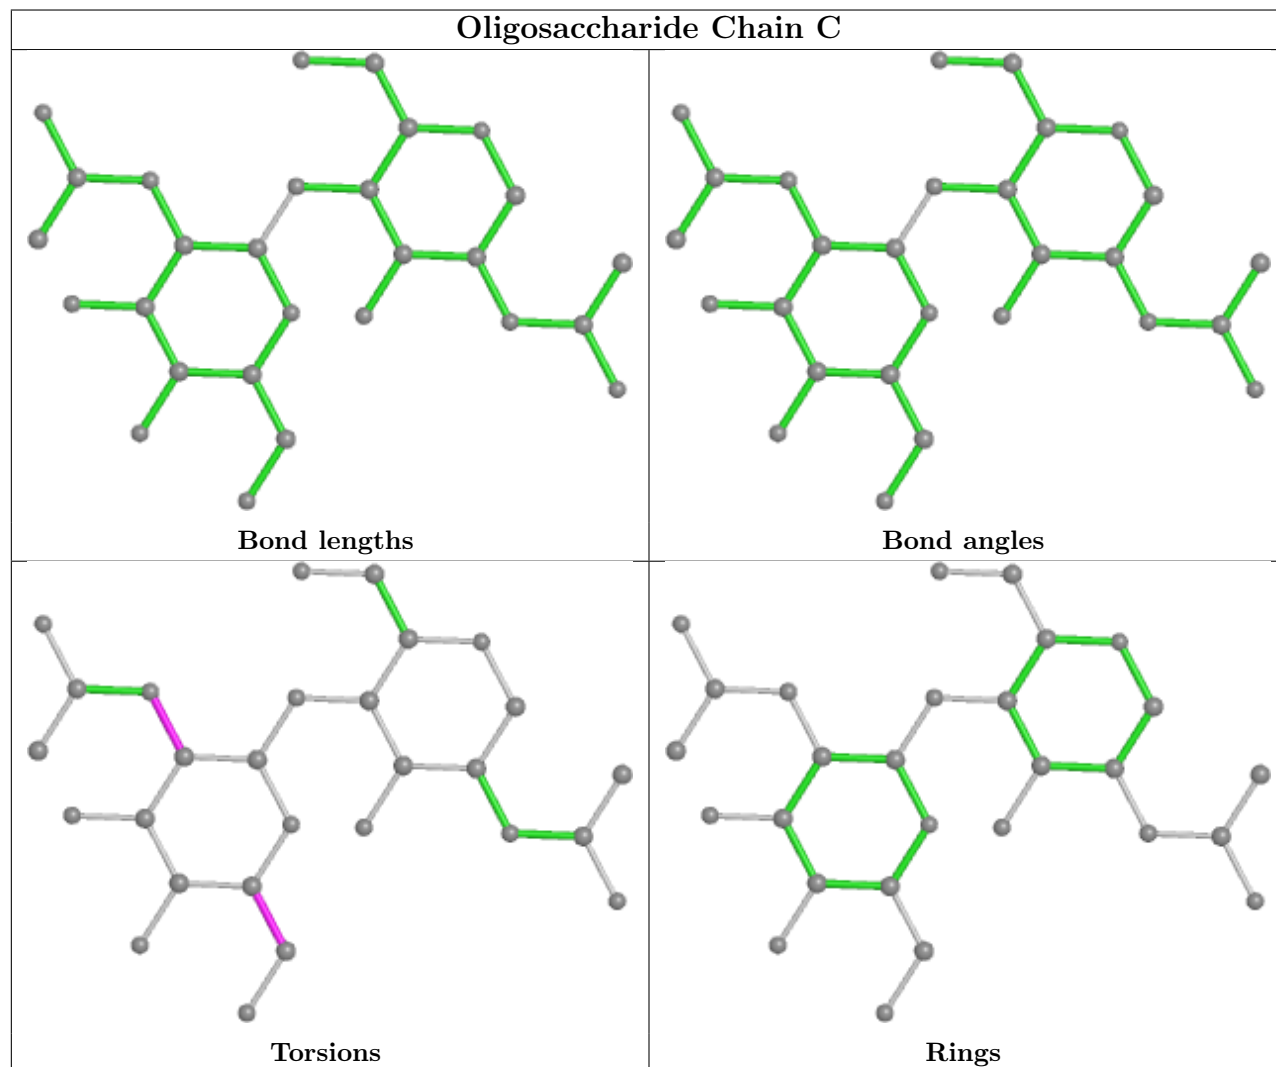 Oligosaccharide Chain C
Bond lengths
Bond angles
Torsions
Rings